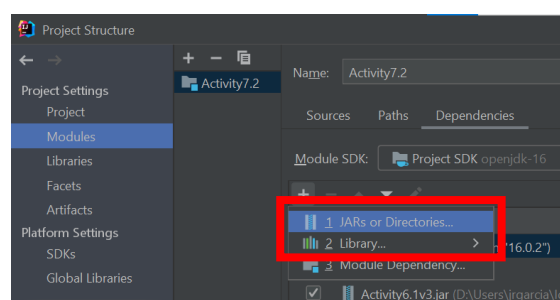 Project Structure
Project Settings
Project
Modules
Libraries
Facets
Artifacts
Platform Settings
SDKs
Global Libraries
Activity7.2
Name: Activity7.2
Sources Paths Dependencies
Module SDK: Project SDK openjdk-16
1 JARs or Directories...
2 Library...
"16.0.2")
3 Module Dependency...
Activity6.1v3.jar (D:\Users\jrgarcia\